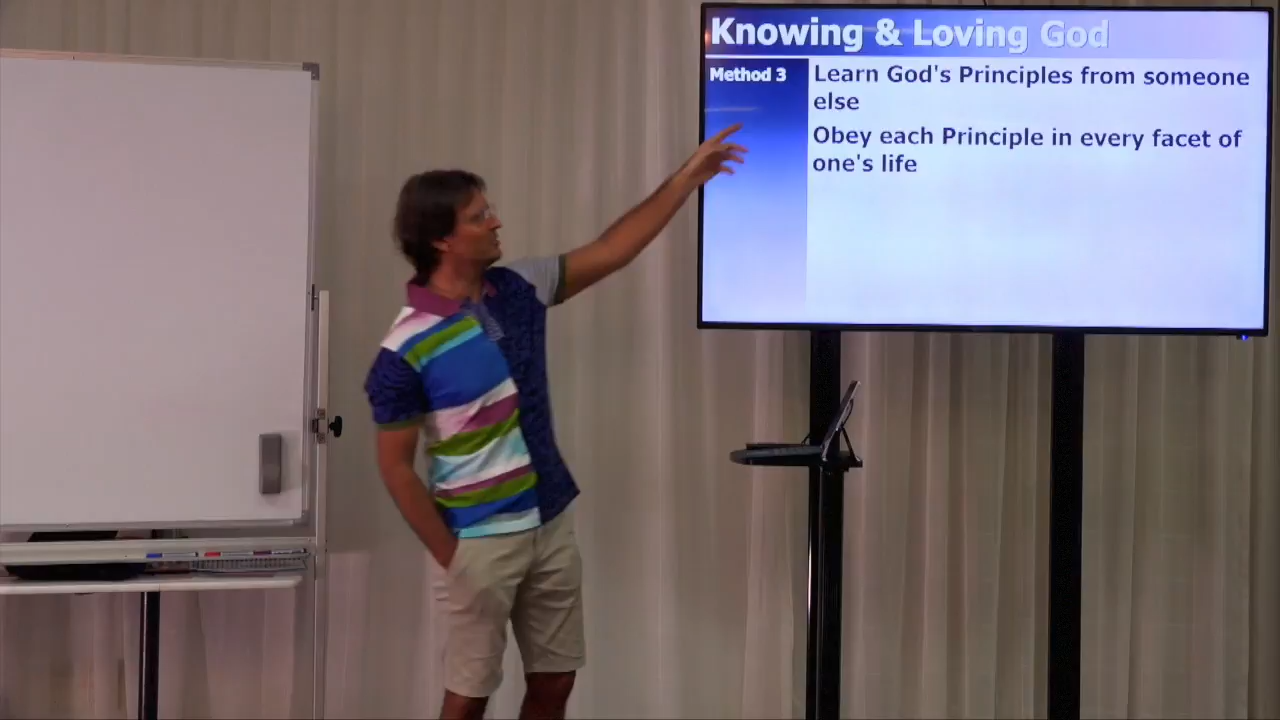 Knowing & Loving God
Method 3
Learn God's Principles from someone
else
Obey each Principle in every facet of
one's life